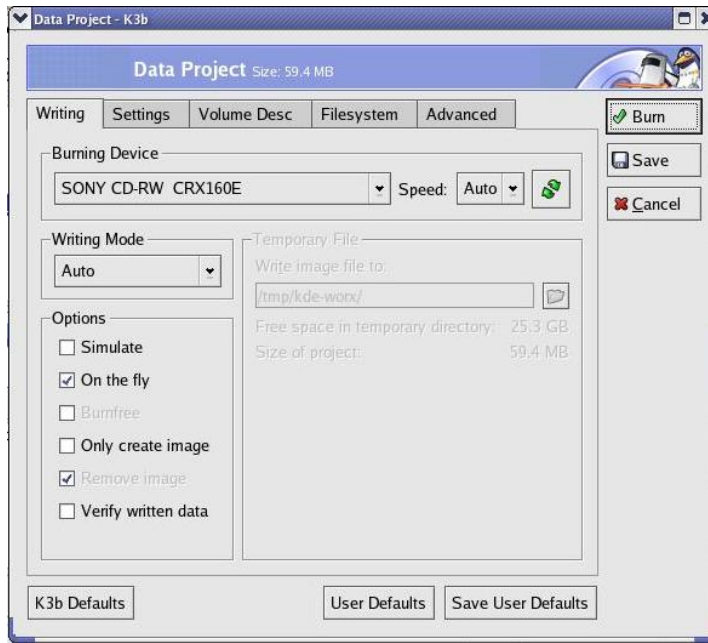 Data Project - K3b
Data Project Size: 59.4 MB
Writing Settings Volume Desc Filesystem Advanced
Burn
Save
Cancel
Burning Device
SONY CD-RW CRX160E Speed: Auto
Writing Mode
Auto
Temporary File
Write image file to:
/tmp/kde-worx/
Free space in temporary directory: 25.3 GB
Size of project: 59.4 MB
Options
Simulate
On the fly
Burnfree
Only create image
Remove image
Verify written data
K3b Defaults User Defaults Save User Defaults